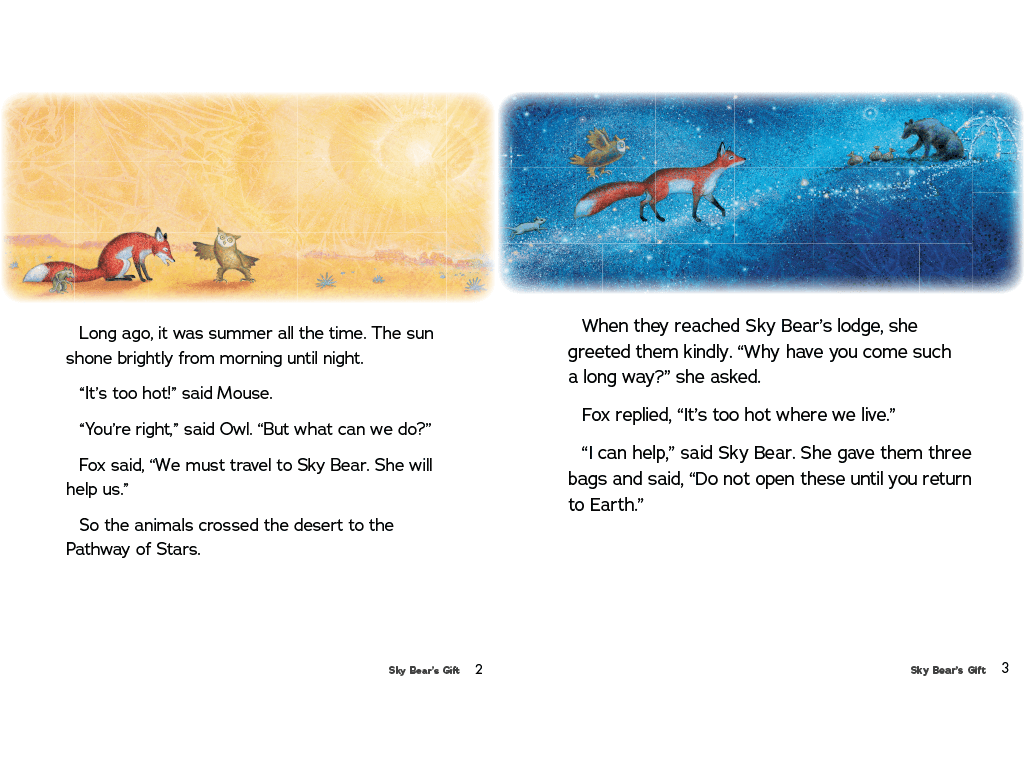 Long ago, it was summer all the time. The sun
shone brightly from morning until night.
“It’s too hot!” said Mouse.
“You’re right,” said Owl. “But what can we do?”
Fox said, “We must travel to Sky Bear. She will
help us.”
So the animals crossed the desert to the
Pathway of Stars.
Sky Bear’s Gift 2
When they reached Sky Bear’s lodge, she
greeted them kindly. “Why have you come such
a long way?” she asked.
Fox replied, “It’s too hot where we live.”
“I can help,” said Sky Bear. She gave them three
bags and said, “Do not open these until you return
to Earth.”
Sky Bear’s Gift 3